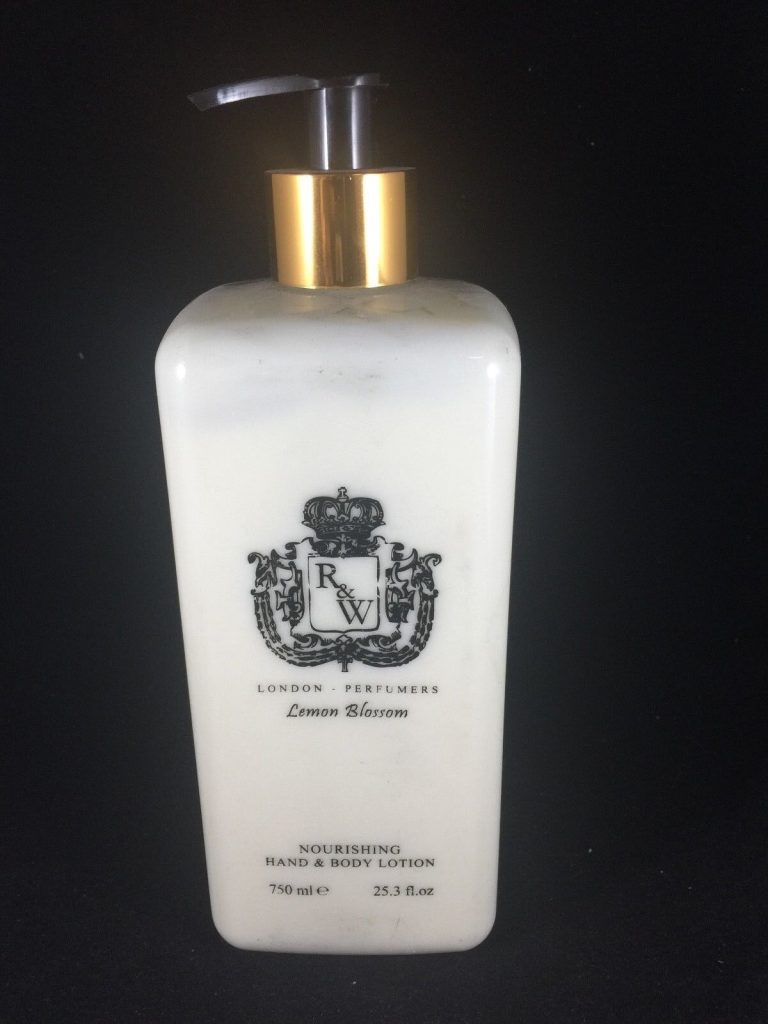 R
&
W
LONDON - PERFUMERS
Lemon Blossom
NOURISHING
HAND & BODY LOTION
750 ml ℮ 25.3 fl.oz